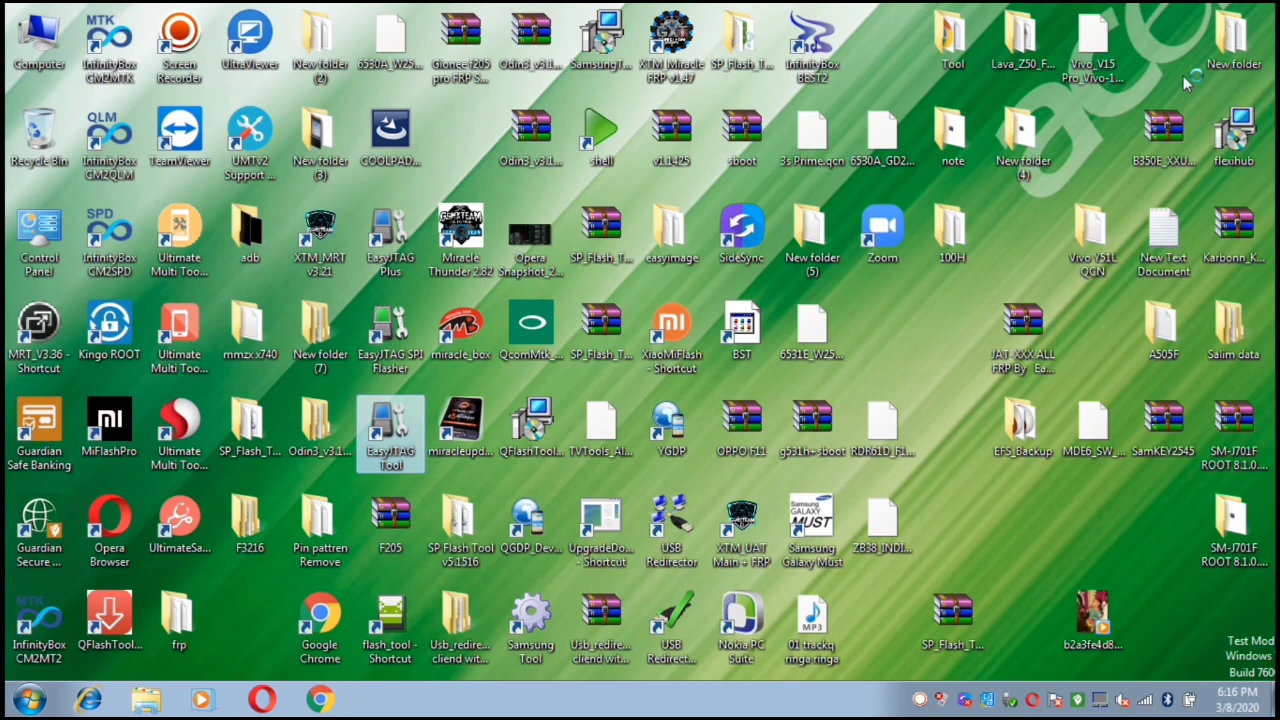 acer
Computer
InfinityBox
CM2MTK
Screen
Recorder
UltraViewer
New folder
(2)
6530A_W25...
Gionee f205
pro FRP S...
Odin3_v3.1...
SamsungT...
XTM_Miracle
FRP v1.47
SP_Flash_T...
InfinityBox
BEST2
Tool
Lava_Z50_F...
Vivo_V15
Pro_Vivo-1...
New folder
Recycle Bin
InfinityBox
CM2QLM
TeamViewer
UMTv2
Support ...
New folder
(3)
COOLPAD...
Odin3_v3.1...
shell
v1.1425
sboot
3s Prime.qcn
6530A_GD2...
note
New folder
(4)
B350E_XXU...
flexihub
Control
Panel
InfinityBox
CM2SPD
Ultimate
Multi Too...
adb
XTM_MRT
v3.21
EasyJTAG
Plus
Miracle
Thunder 2.82
Opera
Snapshot_2...
SP_Flash_T...
easyimage
SideSync
New folder
(5)
Zoom
100H
Vivo Y51L
QCN
New Text
Document
Karbonn_K...
MRT_V3.36 -
Shortcut
Kingo ROOT
Ultimate
Multi Too...
mmzx x740
New folder
(7)
EasyJTAG SPI
Flasher
miracle_box
QcomMtk_...
SP_Flash_T...
XiaoMiFlash
- Shortcut
BST
6531E_W25...
JAT-XXX ALL
FRP By Ea...
A505F
Salim data
Guardian
Safe Banking
MiFlashPro
Ultimate
Multi Too...
SP_Flash_T...
Odin3_v3.1...
EasyJTAG
Tool
miracleupd...
QFlashTool...
TVTools_Al...
YGDP
OPPO F11
g531h+sboot
RDR61D_F1...
EFS_Backup
MDE6_SW_...
SamKEY2545
SM-J701F
ROOT 8.1.0....
Guardian
Secure ...
Opera
Browser
UltimateSa...
F3216
Pin pattren
Remove
F205
SP Flash Tool
v5.1516
QGDP_Dev...
UpgradeDo...
- Shortcut
USB
Redirector
XTM_UAT
Main + FRP
Samsung
Galaxy Must
ZB38_INDI...
SM-J701F
ROOT 8.1.0....
InfinityBox
CM2MT2
QFlashTool...
frp
Google
Chrome
flash_tool -
Shortcut
Usb_redire...
cliend wit...
Samsung
Tool
Usb_redire...
cliend wit...
USB
Redirect...
Nokia PC
Suite
01 trackq
ringa ringa
SP_Flash_T...
b2a3fe4d8...
Test Mod
Windows
Build 760
6:16 PM
3/8/2020